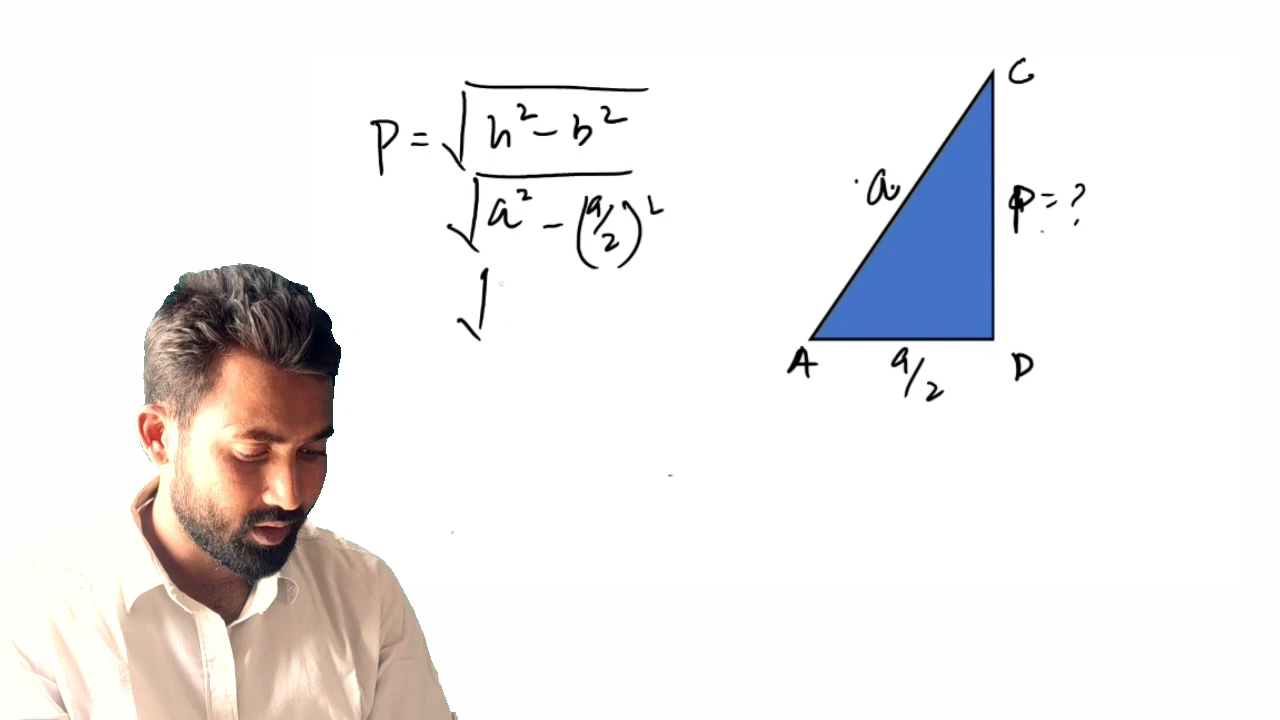 P = √(h² - b²)
√(a² - (a/2)²)
√
C
a
P = ?
A
a/2
D